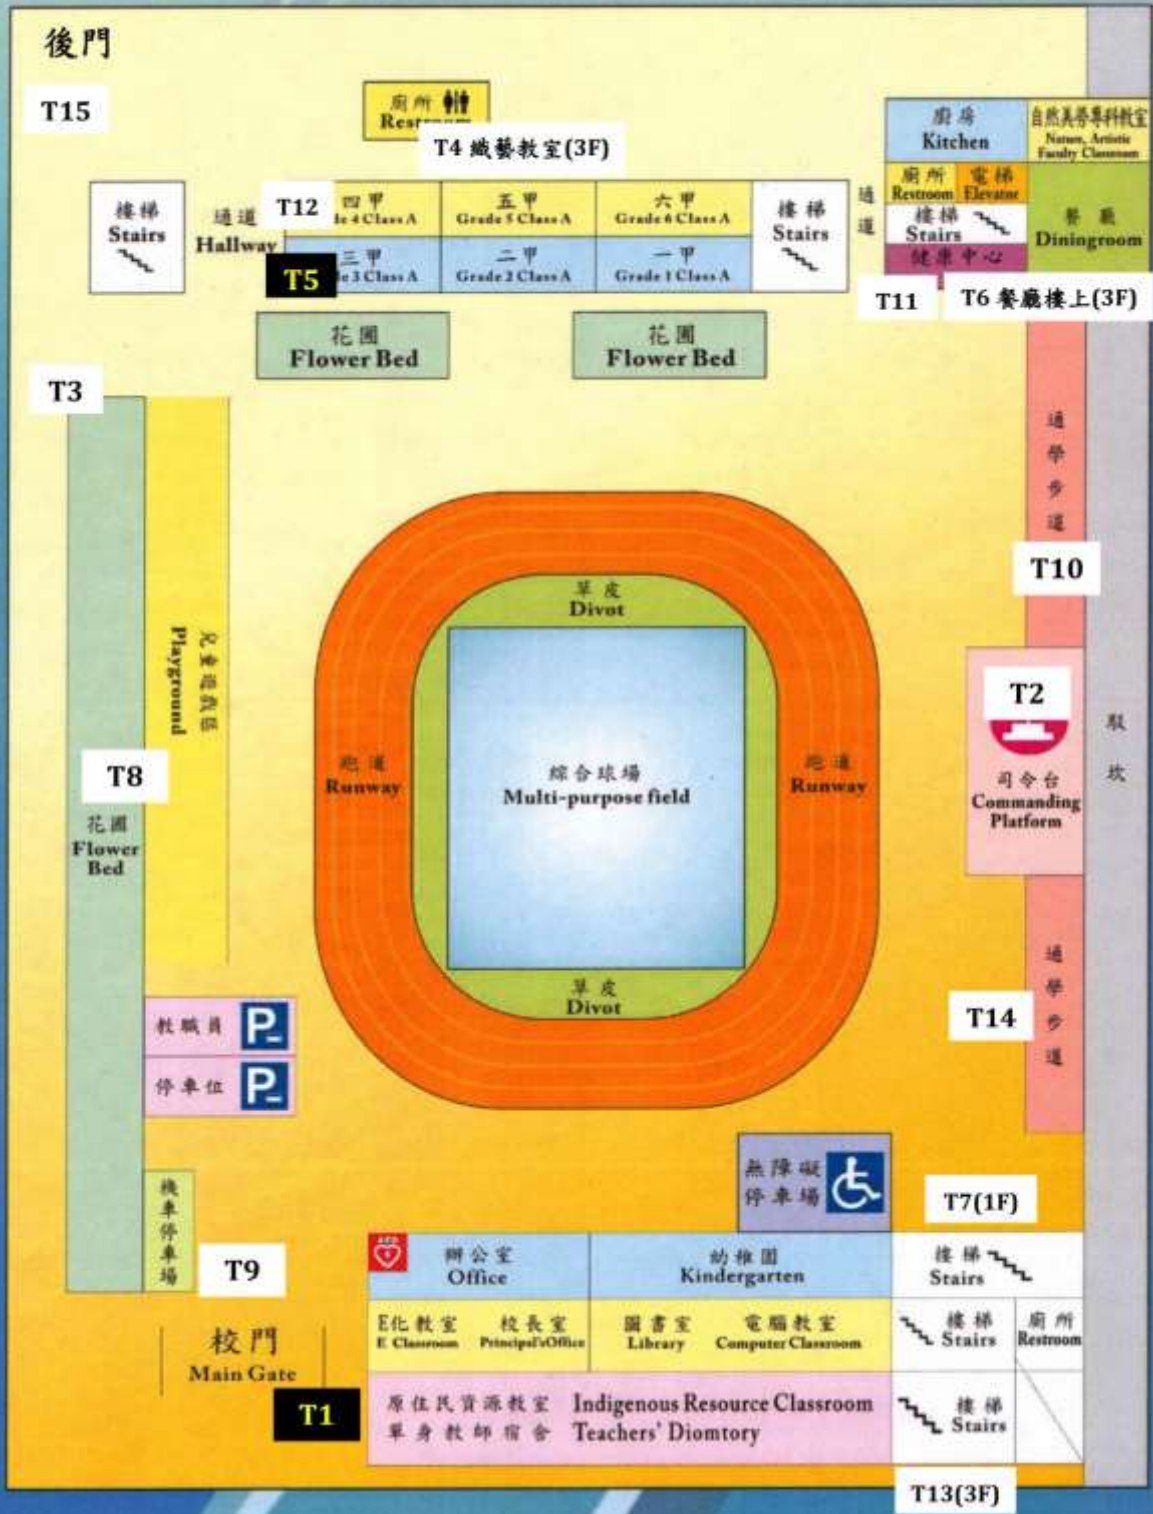 後門
T15
廁所
T4 織藝教室(3F)
廚房
Kitchen
自然美勞專科教室
Nature, Artistic
Faculty Classroom
廁所
Restroom
電梯
Elevator
樓梯
Stairs
健康中心
餐廳
Diningroom
樓梯
Stairs
通道
Hallway
T12
四甲
Class A
五甲
Grade 5 Class A
六甲
Grade 6 Class A
T5
三甲
3 Class A
二甲
Grade 2 Class A
一甲
Grade 1 Class A
樓梯
Stairs
通道
T11
T6 餐廳樓上(3F)
花圃
Flower Bed
花圃
Flower Bed
T3
兒童遊戲區
Playground
T8
花圃
Flower
Bed
草皮
Divot
跑道
Runway
綜合球場
Multi-purpose field
跑道
Runway
草皮
Divot
通學步道
T10
T2
司令台
Commanding
Platform
駁坎
通學步道
T14
教職員 P
停車位 P
機車停車場
T9
無障礙
停車場
T7(1F)
AED
辦公室
Office
幼稚園
Kindergarten
樓梯
Stairs
E化教室
E Classroom
校長室
Principal'sOffice
圖書室
Library
電腦教室
Computer Classroom
樓梯
Stairs
廁所
Restroom
校門
Main Gate
T1
原住民資源教室 Indigenous Resource Classroom
單身教師宿舍 Teachers' Diomtory
樓梯
Stairs
T13(3F)